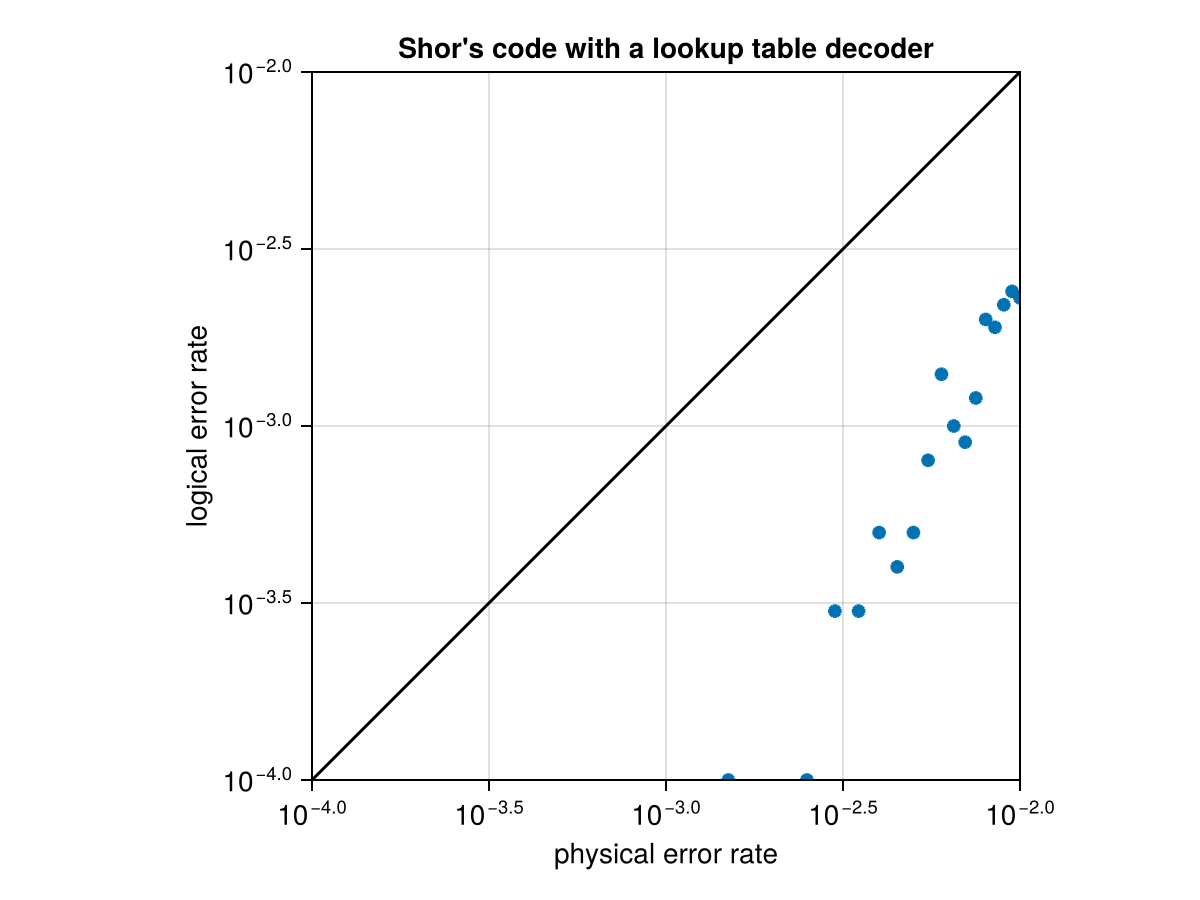 Shor's code with a lookup table decoder
10⁻²·⁰
10⁻²·⁵
10⁻³·⁰
10⁻³·⁵
10⁻⁴·⁰
logical error rate
10⁻⁴·⁰ 10⁻³·⁵ 10⁻³·⁰ 10⁻²·⁵ 10⁻²·⁰
physical error rate